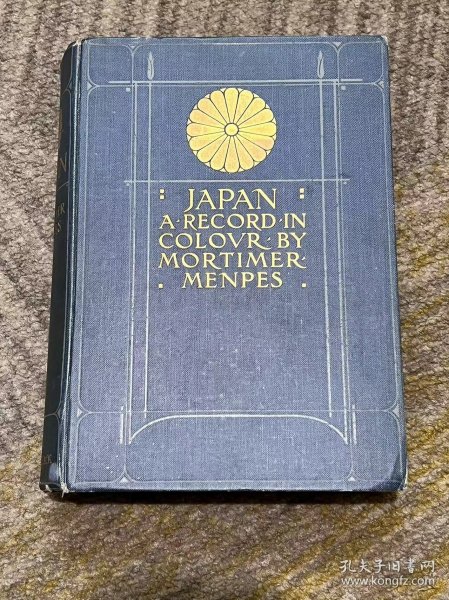 JAPAN
A·RECORD·IN
COLOVR·BY
MORTIMER·
MENPES
孔夫子旧书网
www.kongfz.com